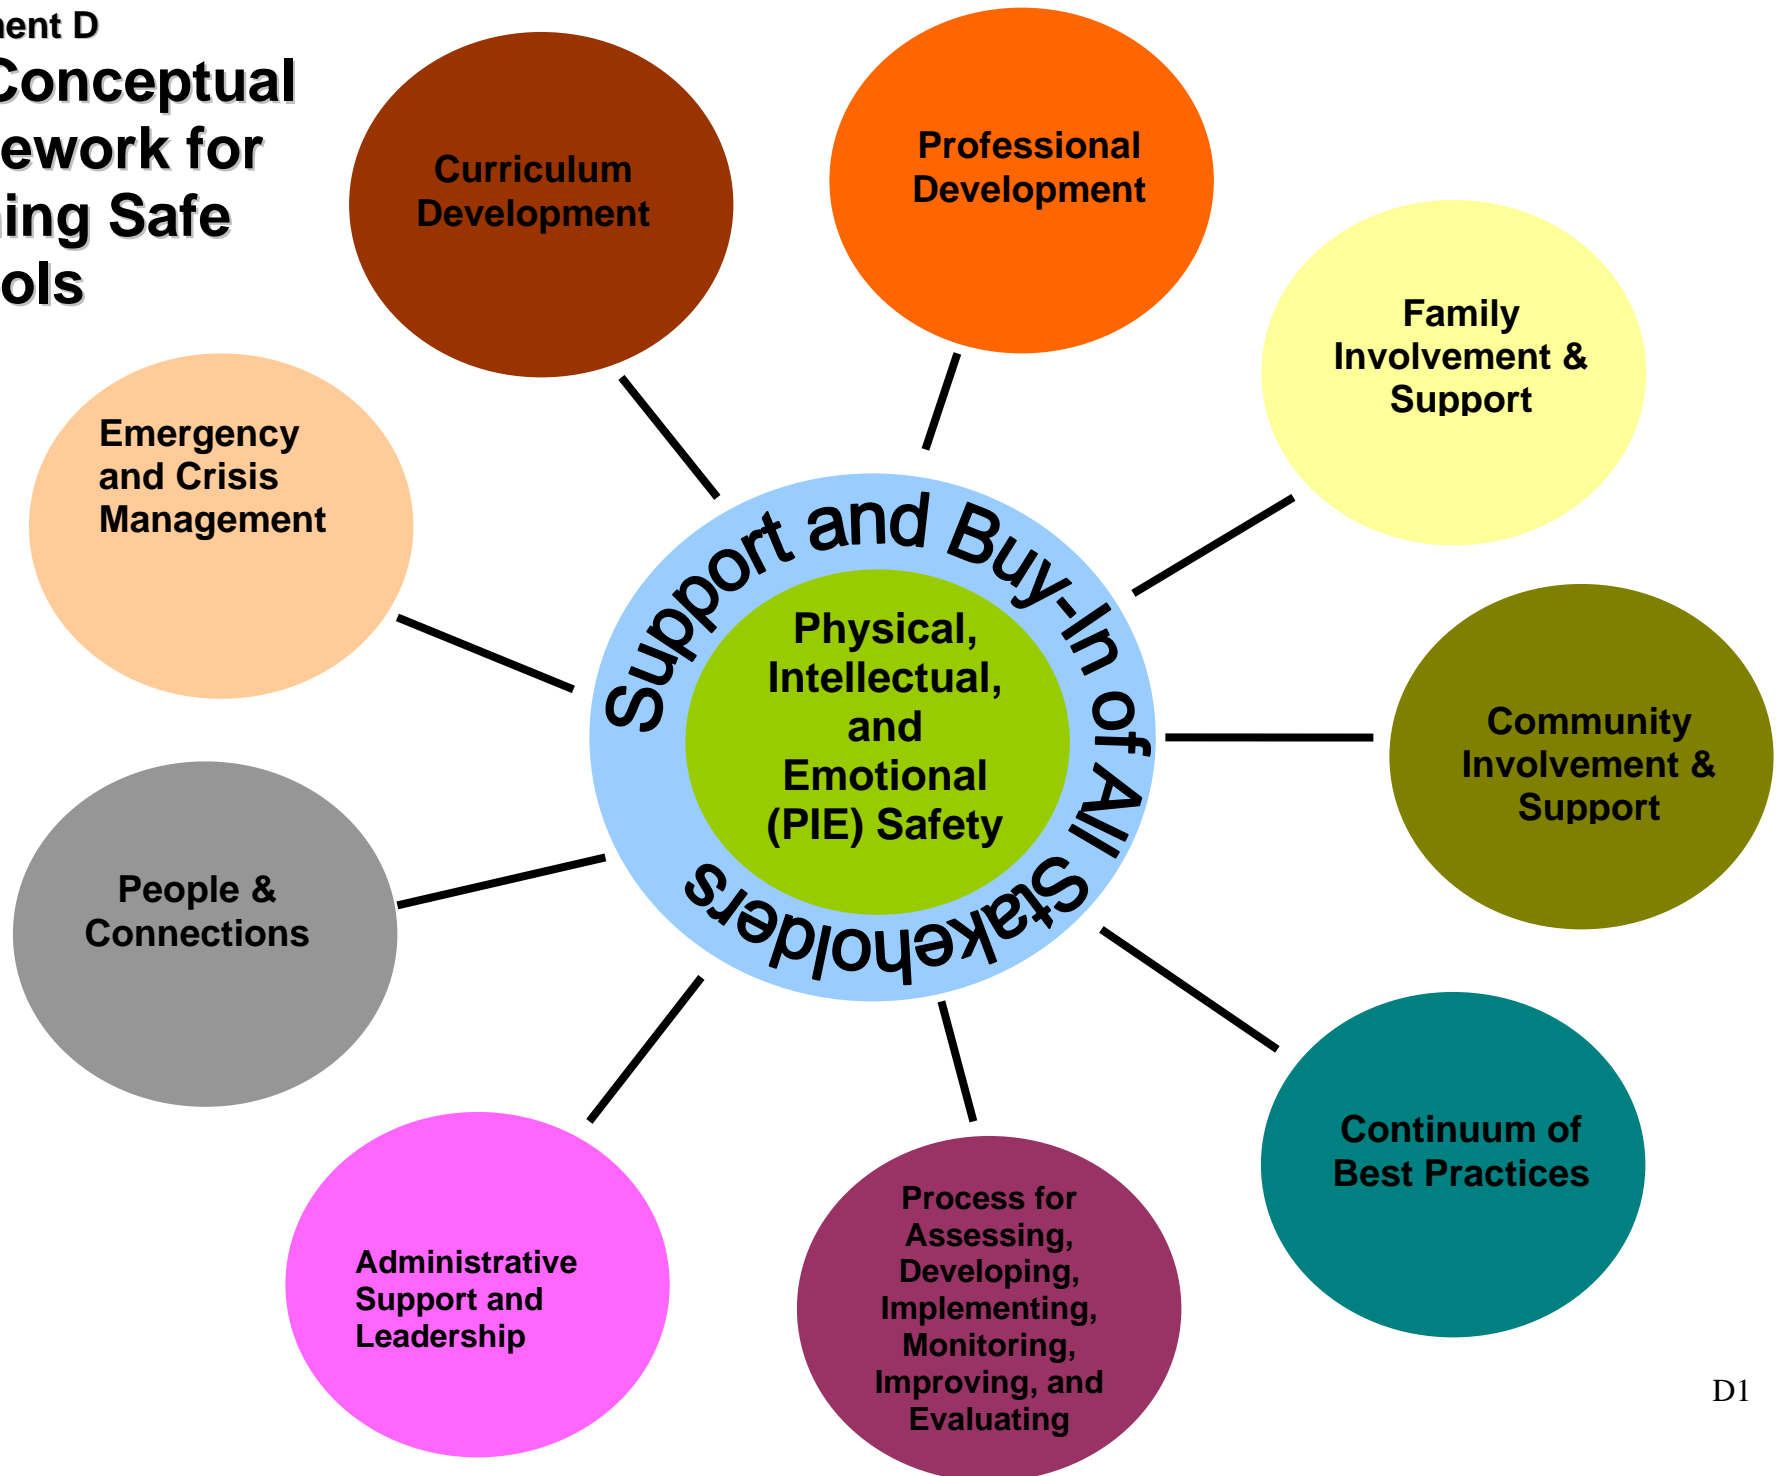 ment D
Conceptual
ework for
ning Safe
ols
Curriculum
Development
Professional
Development
Family
Involvement &
Support
Emergency
and Crisis
Management
Support and Buy-In of All Stakeholders
Physical,
Intellectual,
and
Emotional
(PIE) Safety
Community
Involvement &
Support
People &
Connections
Continuum of
Best Practices
Administrative
Support and
Leadership
Process for
Assessing,
Developing,
Implementing,
Monitoring,
Improving, and
Evaluating
D1